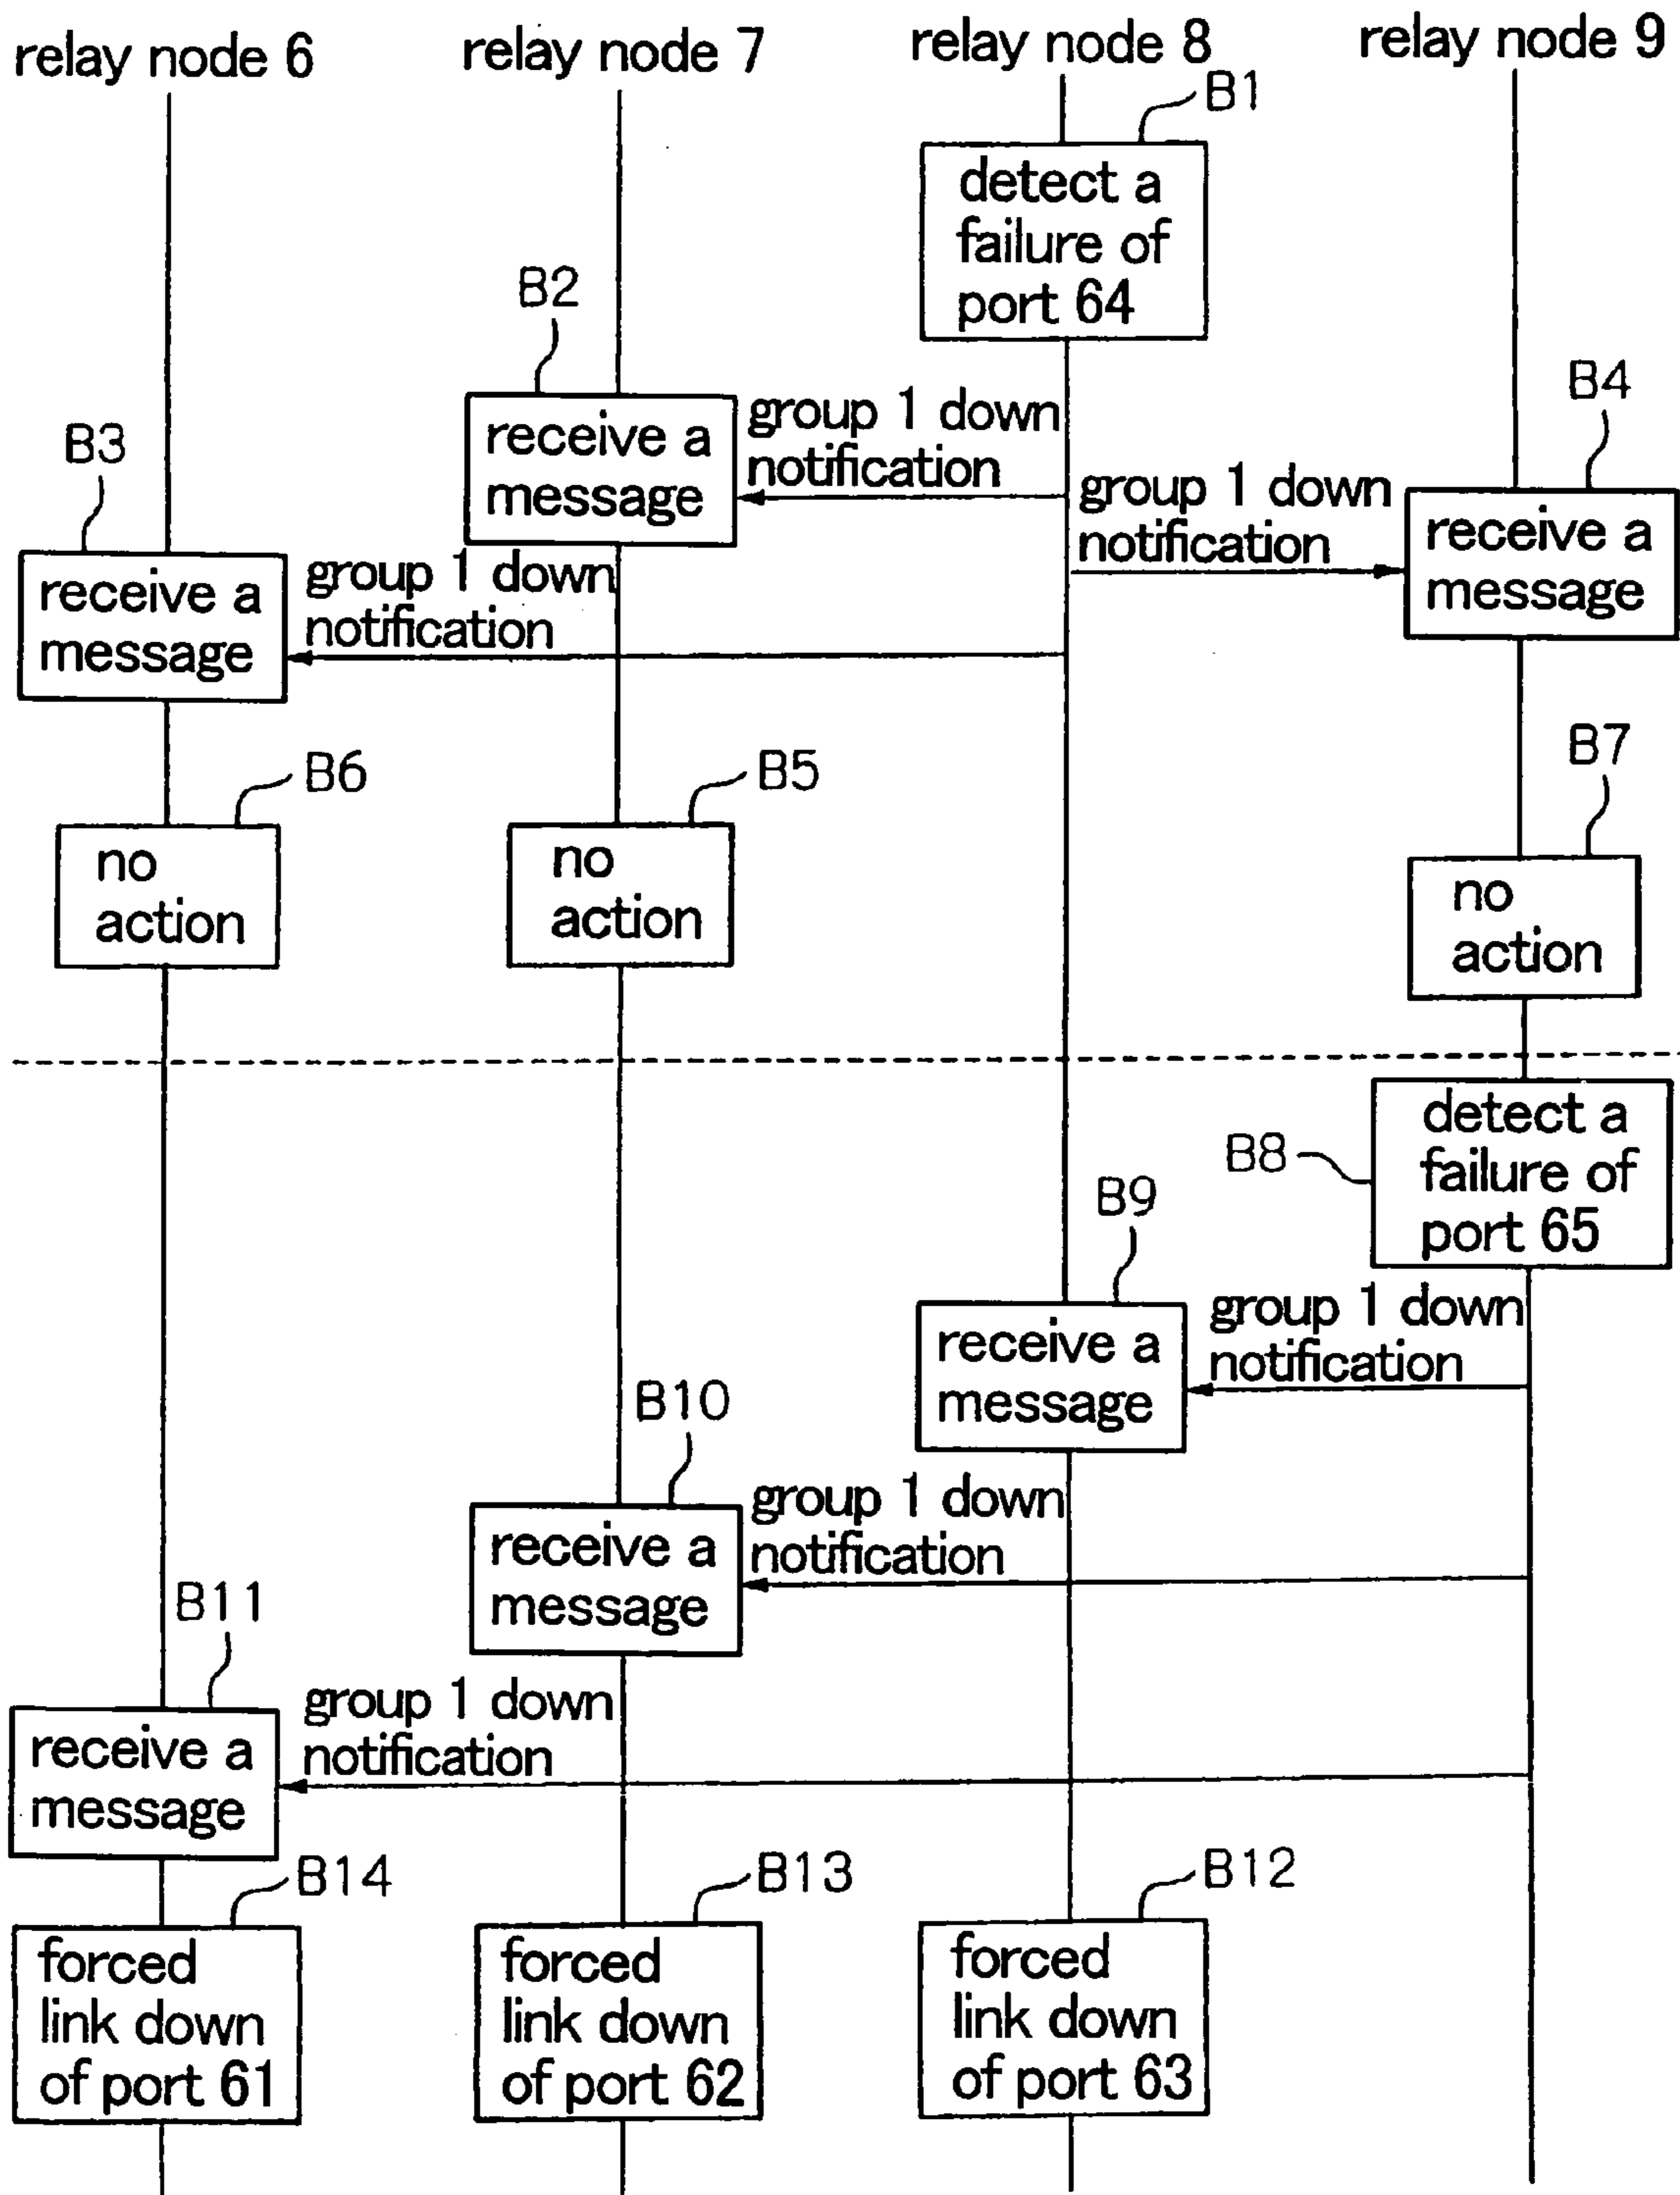 relay node 6
relay node 7
relay node 8
relay node 9
B1
detect a
failure of
port 64
B2
receive a
message
group 1 down
notification
B4
group 1 down
notification
receive a
message
B3
receive a
message
group 1 down
notification
B6
no
action
B5
no
action
B7
no
action
B8
detect a
failure of
port 65
B9
receive a
message
group 1 down
notification
B10
receive a
message
group 1 down
notification
B11
receive a
message
group 1 down
notification
B14
forced
link down
of port 61
B13
forced
link down
of port 62
B12
forced
link down
of port 63